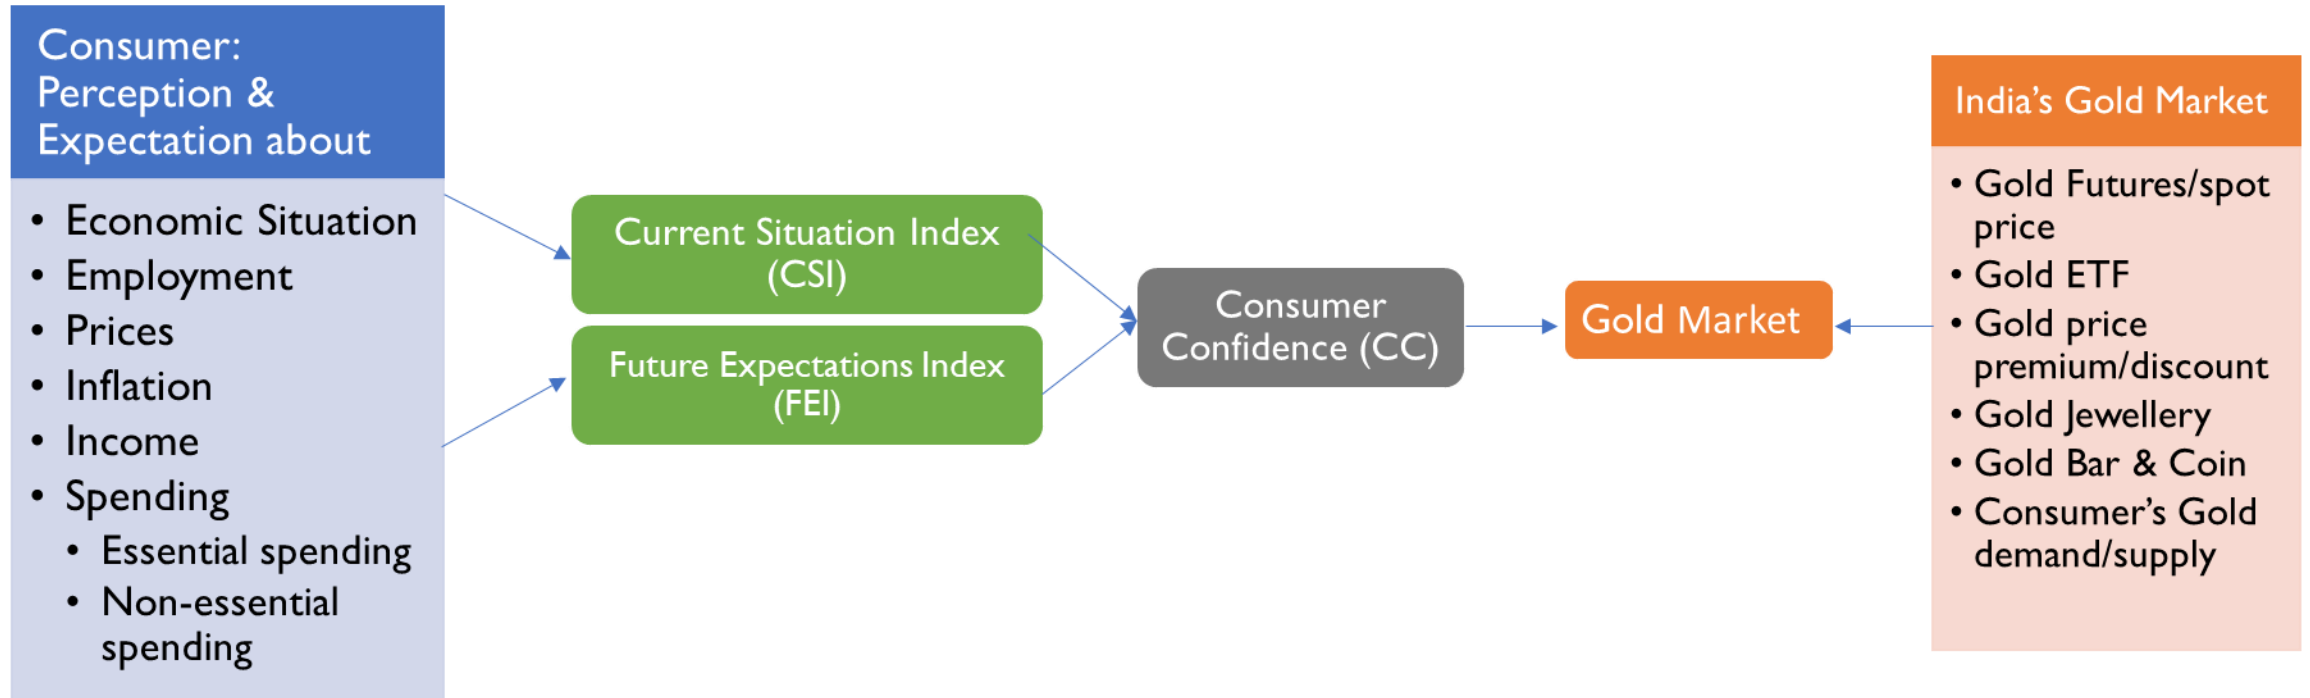 Consumer:
Perception &
Expectation about
• Economic Situation
• Employment
• Prices
• Inflation
• Income
• Spending
• Essential spending
• Non-essential
spending
Current Situation Index
(CSI)
Future Expectations Index
(FEI)
Consumer
Confidence (CC)
Gold Market
India’s Gold Market
• Gold Futures/spot
price
• Gold ETF
• Gold price
premium/discount
• Gold Jewellery
• Gold Bar & Coin
• Consumer’s Gold
demand/supply